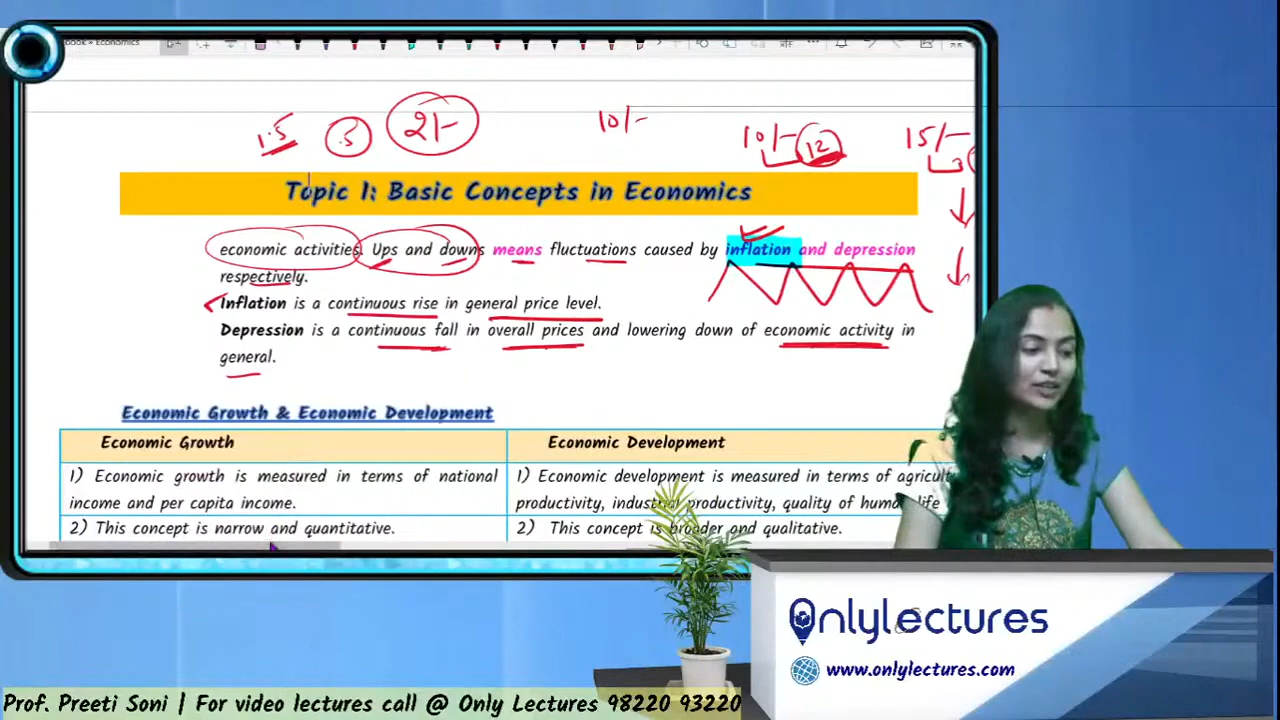 book » Economics
1.5 .5 2/- 10/- 10/- 12 15/- 3
Topic 1: Basic Concepts in Economics
economic activities. Ups and downs means fluctuations caused by inflation and depression
respectively.
Inflation is a continuous rise in general price level.
Depression is a continuous fall in overall prices and lowering down of economic activity in
general.
Economic Growth & Economic Development
Economic Growth
Economic Development
1) Economic growth is measured in terms of national
income and per capita income.
1) Economic development is measured in terms of
productivity, industrial productivity, quality of human life
2) This concept is narrow and quantitative.
2) This concept is broader and qualitative.
Onlylectures
www.onlylectures.com
Prof. Preeti Soni | For video lectures call @ Only Lectures 98220 93220